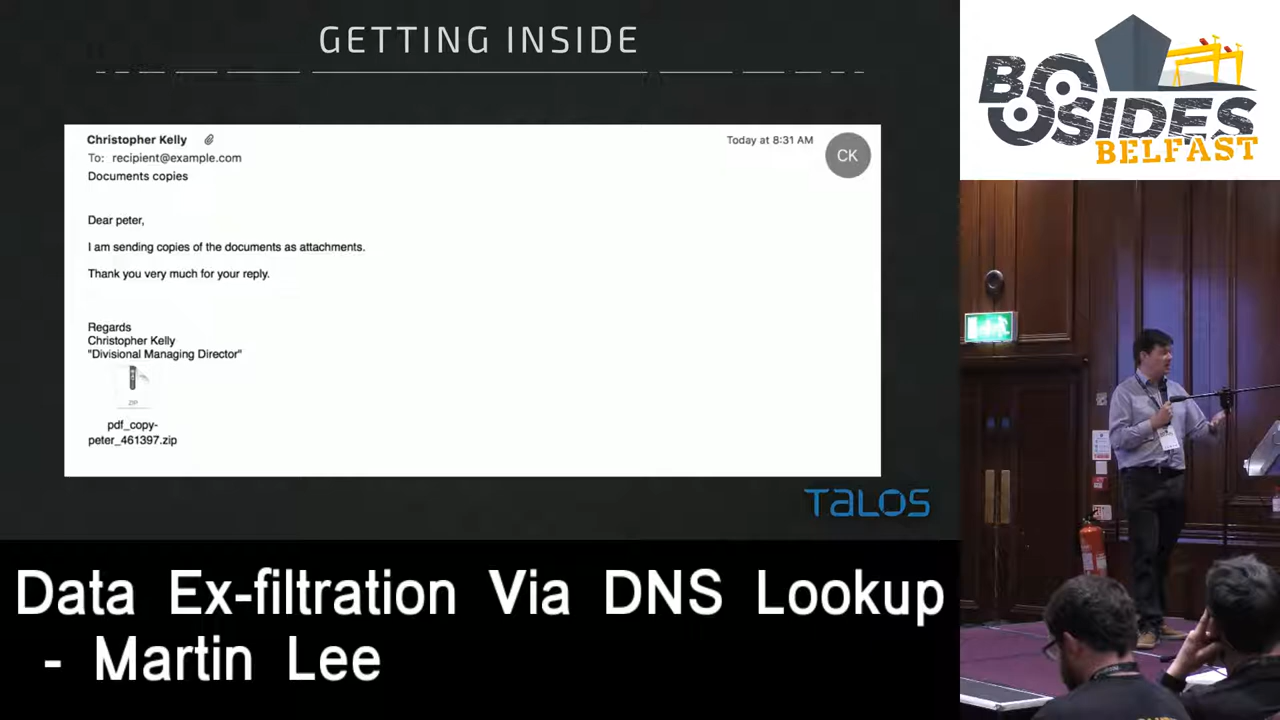 GETTING INSIDE
Christopher Kelly
Today at 8:31 AM
CK
To: recipient@example.com
Documents copies
Dear peter,
I am sending copies of the documents as attachments.
Thank you very much for your reply.
Regards
Christopher Kelly
"Divisional Managing Director"
ZIP
pdf_copy-
peter_461397.zip
TALOS
BSIDES
BELFAST
Data Ex-filtration Via DNS Lookup
- Martin Lee